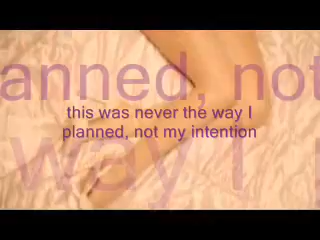 anned, not
this was never the way I
planned, not my intention
way I